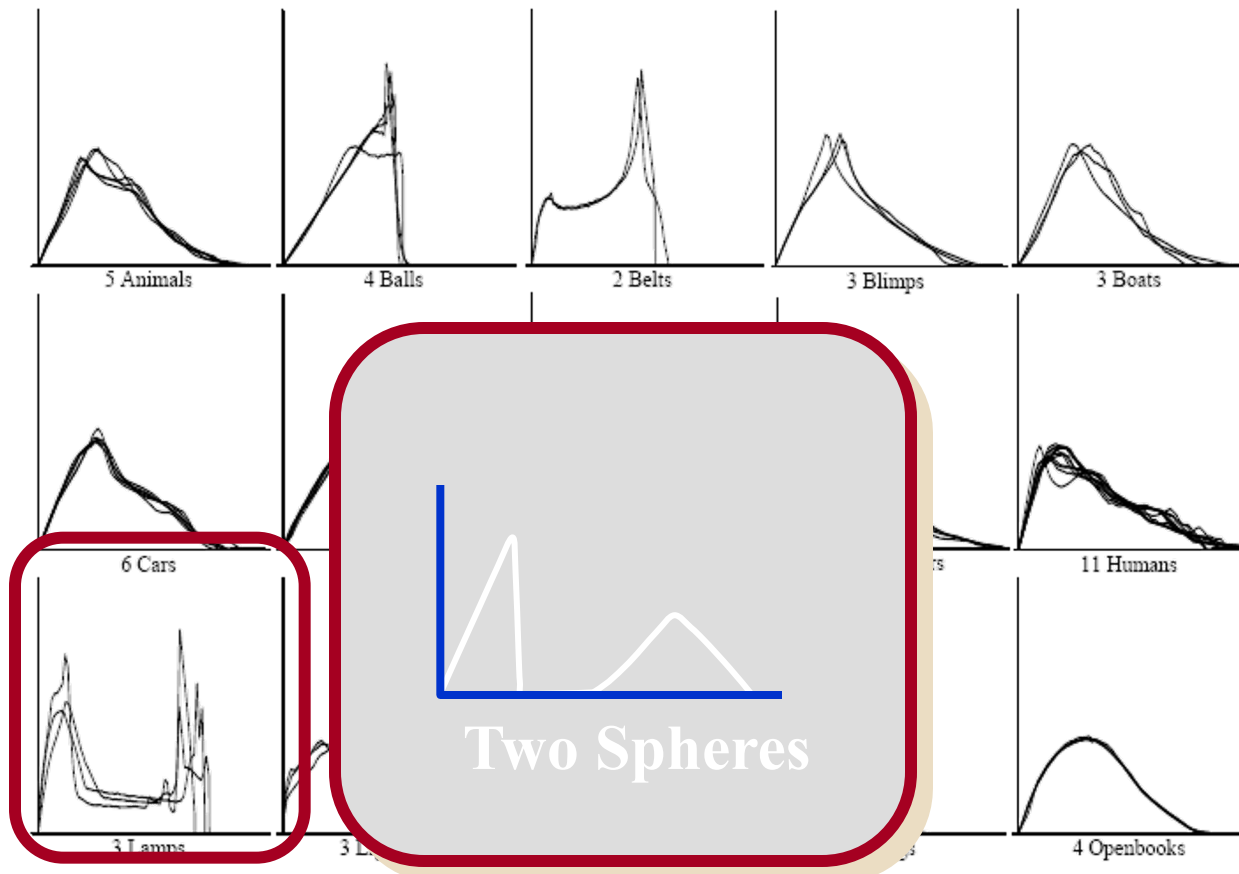 5 Animals
4 Balls
2 Belts
3 Blimps
3 Boats
6 Cars
11 Humans
Two Spheres
3 Lamps
4 Openbooks